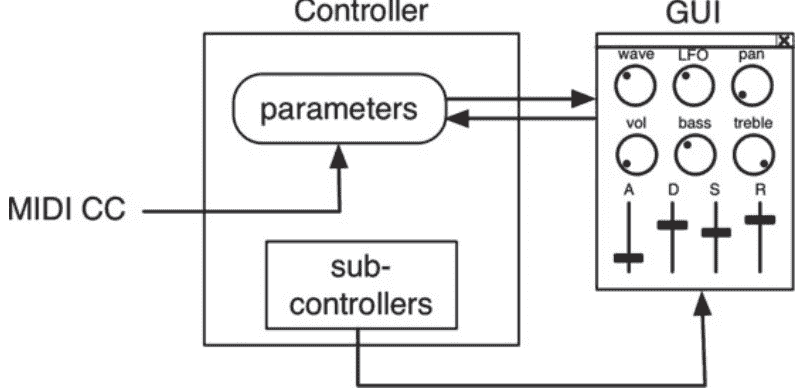 Controller
GUI
wave LFO pan
parameters
vol bass treble
MIDI CC
A D S R
sub-
controllers